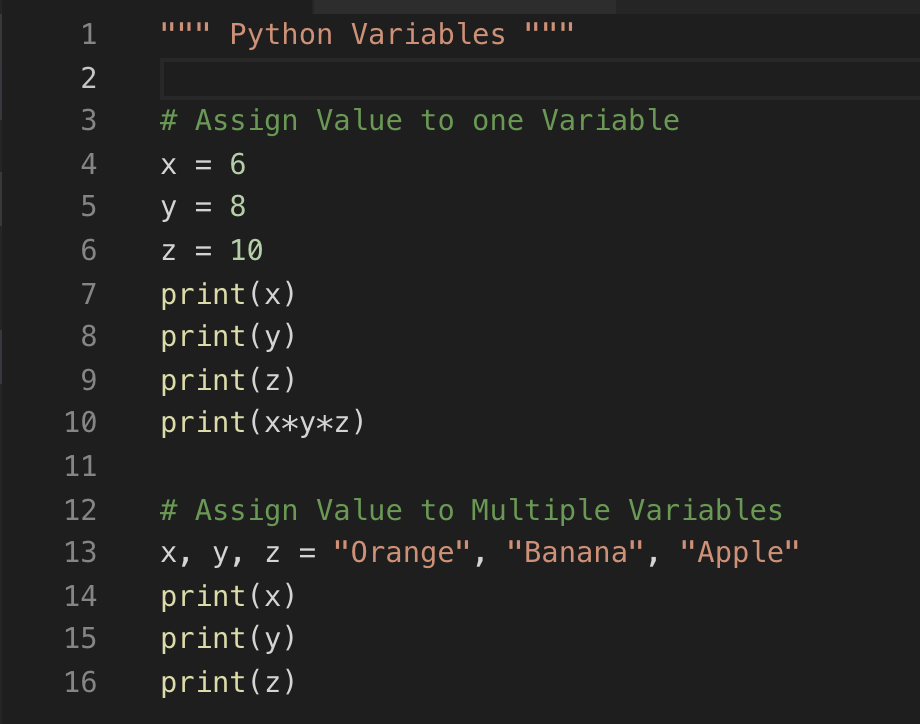 1 """ Python Variables """
2
3 # Assign Value to one Variable
4 x = 6
5 y = 8
6 z = 10
7 print(x)
8 print(y)
9 print(z)
10 print(x*y*z)
11
12 # Assign Value to Multiple Variables
13 x, y, z = "Orange", "Banana", "Apple"
14 print(x)
15 print(y)
16 print(z)